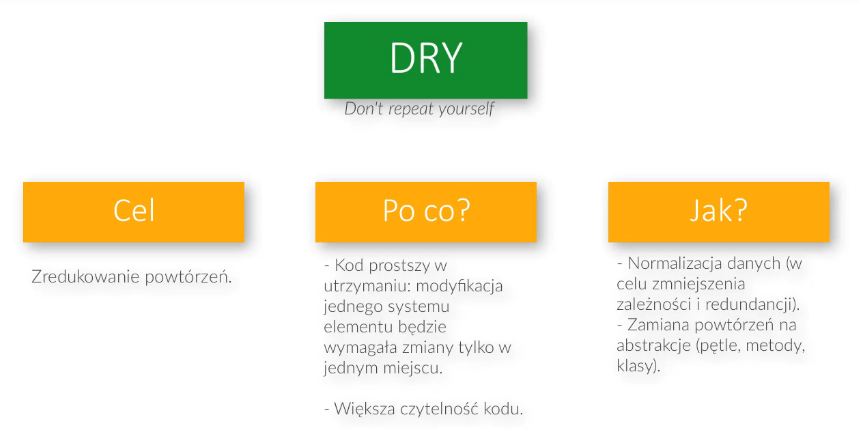 DRY
Don't repeat yourself
Cel
Zredukowanie powtórzeń.
Po co?
- Kod prostszy w
utrzymaniu: modyfikacja
jednego systemu
elementu będzie
wymagała zmiany tylko w
jednym miejscu.
- Większa czytelność kodu.
Jak?
- Normalizacja danych (w
celu zmniejszenia
zależności i redundancji).
- Zamiana powtórzeń na
abstrakcje (pętle, metody,
klasy).